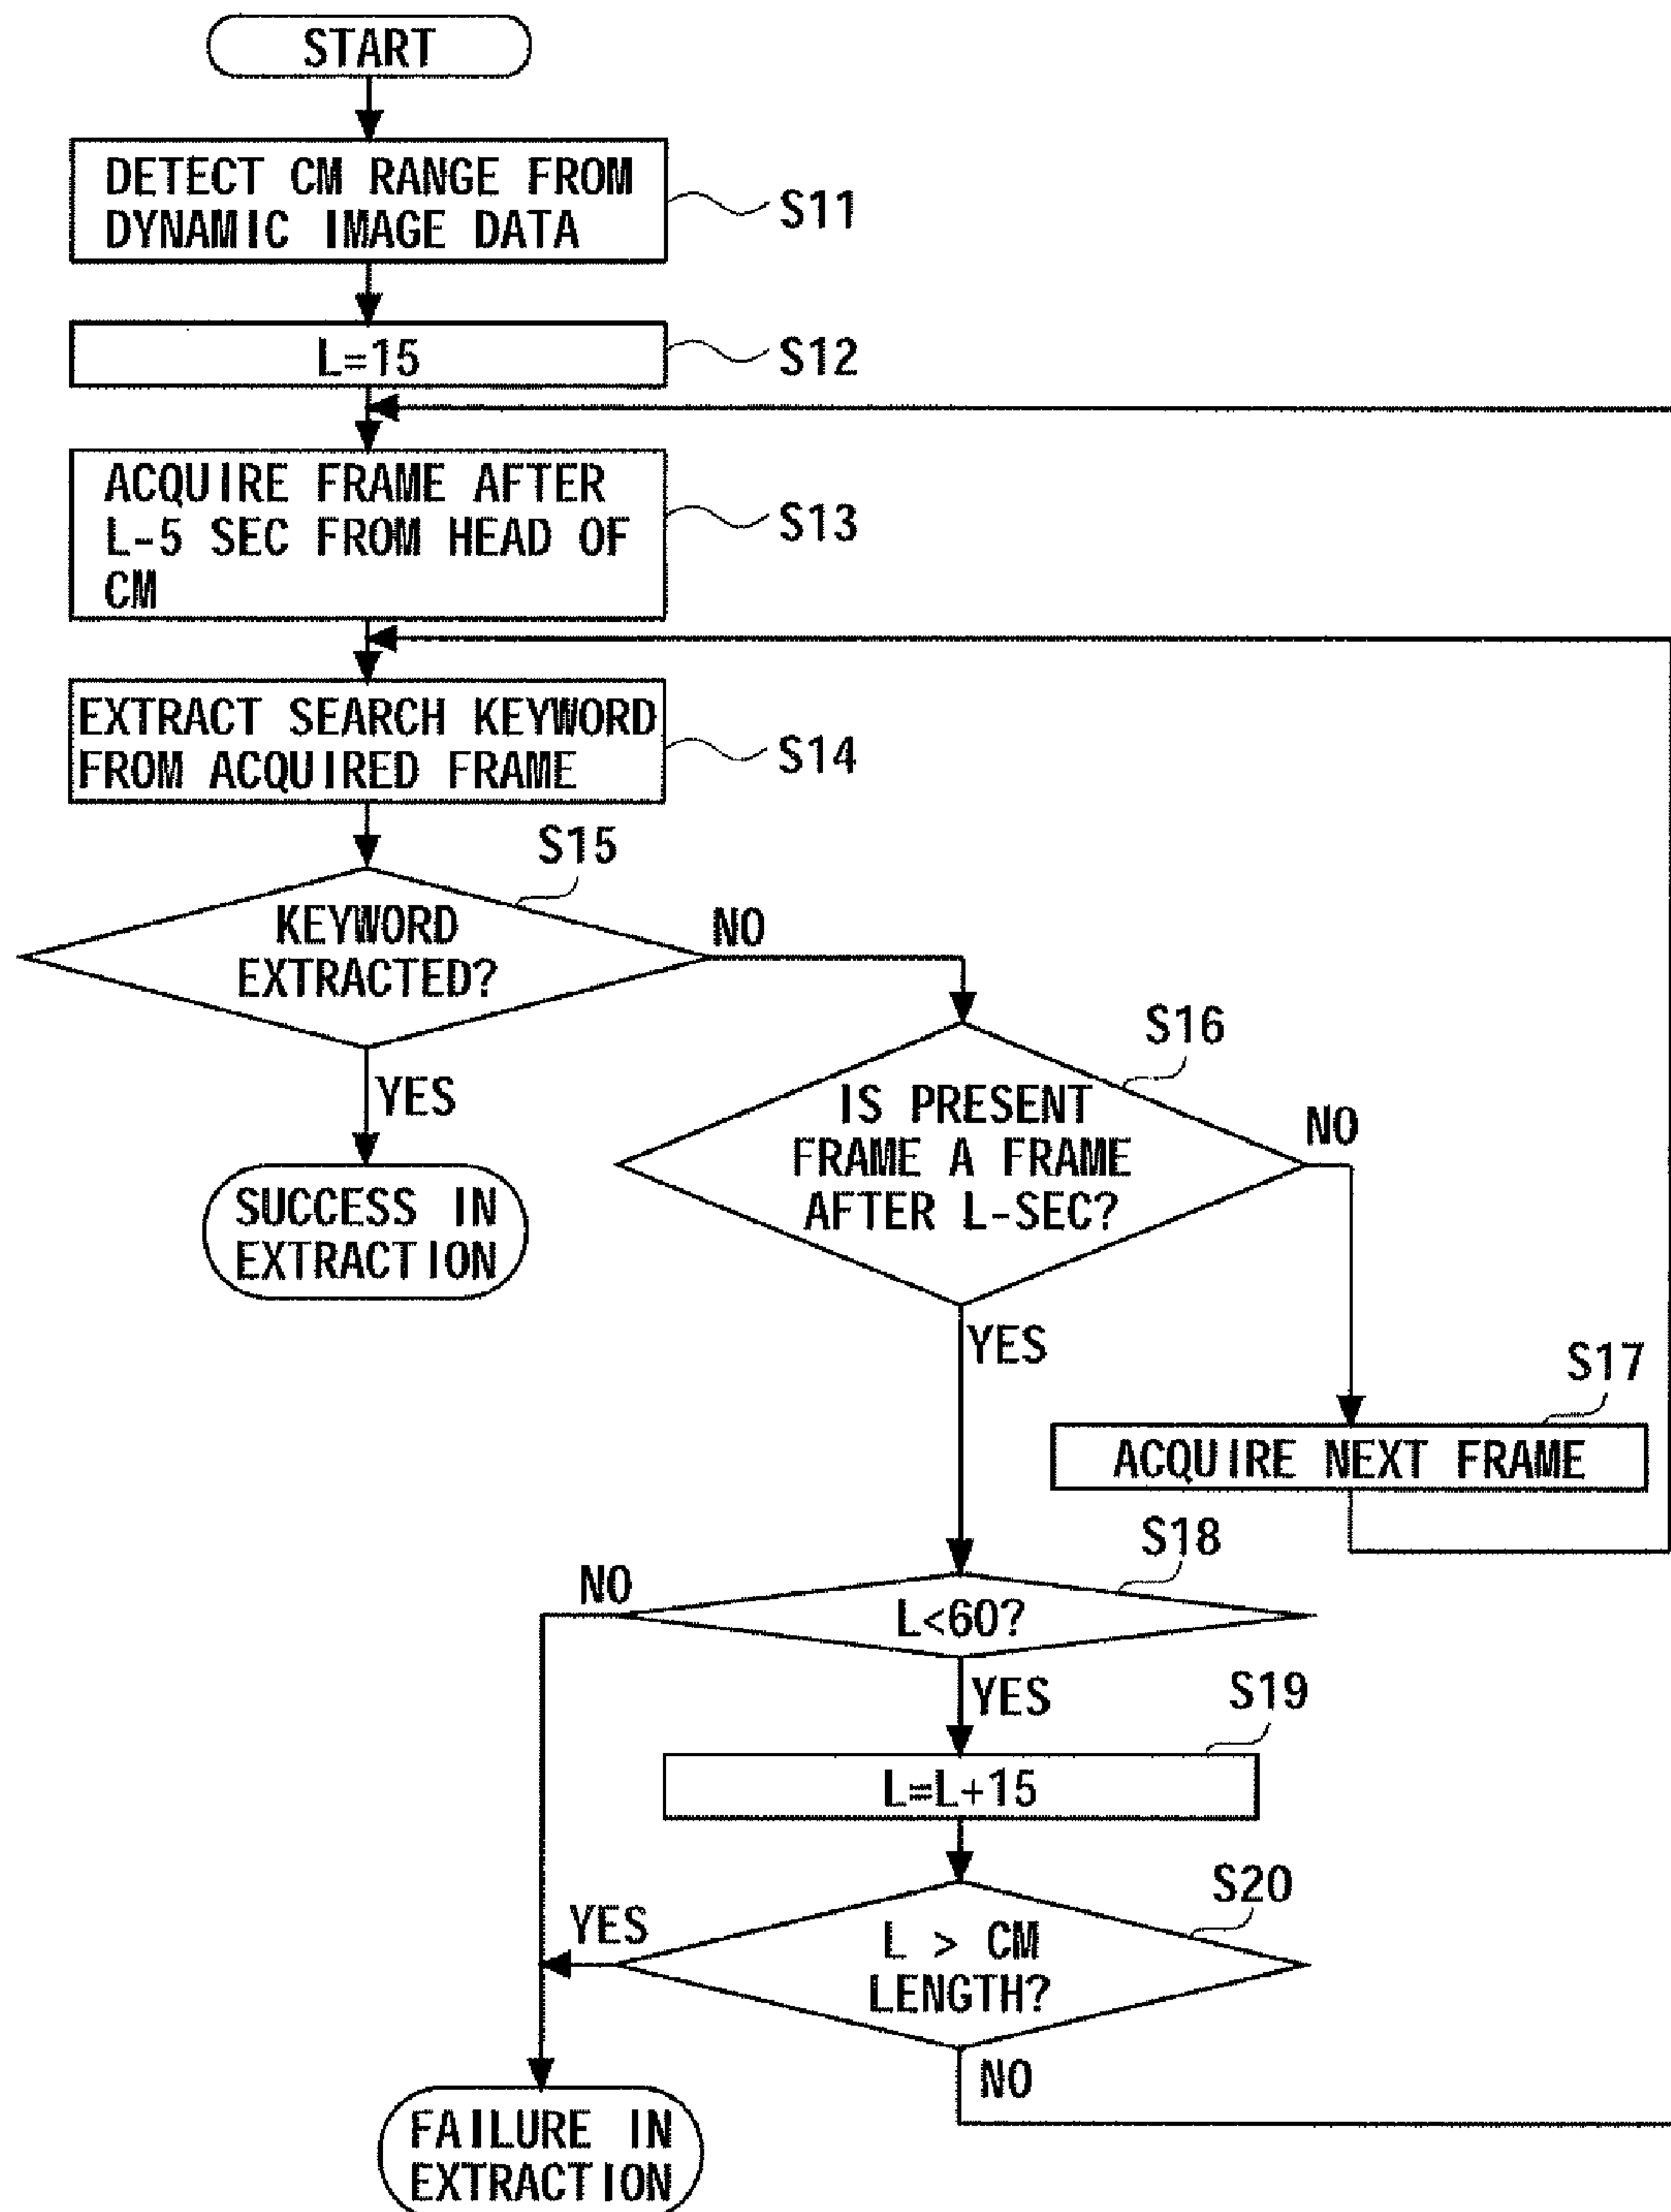 START
DETECT CM RANGE FROM
DYNAMIC IMAGE DATA
S11
L=15
S12
ACQUIRE FRAME AFTER
L-5 SEC FROM HEAD OF
CM
S13
EXTRACT SEARCH KEYWORD
FROM ACQUIRED FRAME
S14
S15
KEYWORD
EXTRACTED?
NO
YES
SUCCESS IN
EXTRACTION
S16
IS PRESENT
FRAME A FRAME
AFTER L-SEC?
NO
YES
S17
ACQUIRE NEXT FRAME
S18
NO
L<60?
YES
S19
L=L+15
S20
YES
L > CM
LENGTH?
NO
FAILURE IN
EXTRACTION